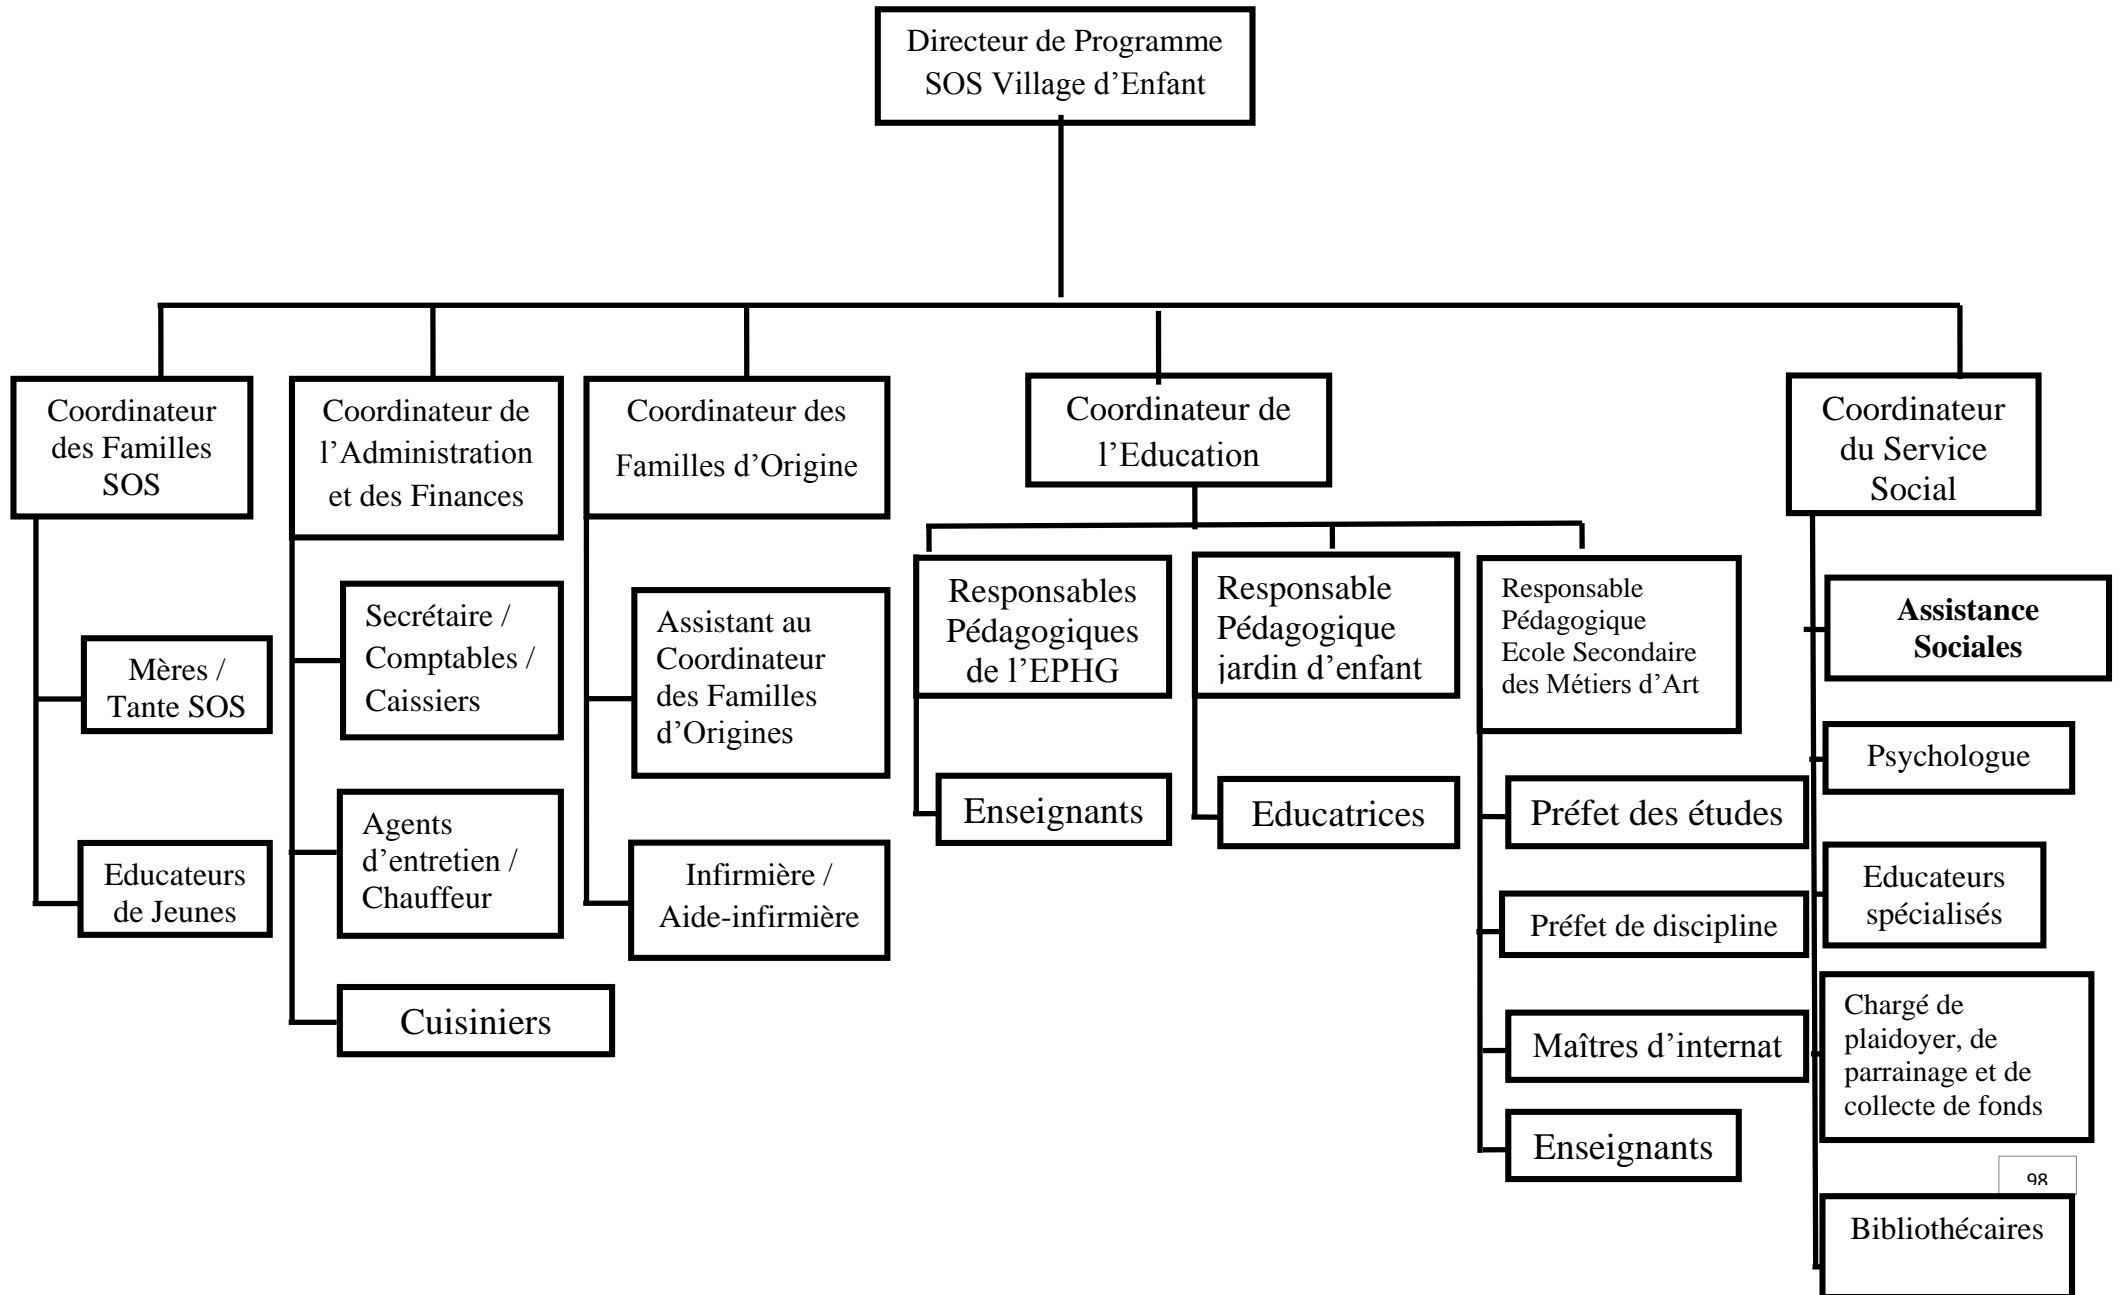 Directeur de Programme
SOS Village d’Enfant
Coordinateur
des Familles
SOS
Coordinateur de
l’Administration
et des Finances
Coordinateur des
Familles d’Origine
Coordinateur de
l’Education
Coordinateur
du Service
Social
Mères /
Tante SOS
Educateurs
de Jeunes
Secrétaire /
Comptables /
Caissiers
Agents
d’entretien /
Chauffeur
Cuisiniers
Assistant au
Coordinateur
des Familles
d’Origines
Infirmière /
Aide-infirmière
Responsables
Pédagogiques
de l’EPHG
Enseignants
Responsable
Pédagogique
jardin d’enfant
Educatrices
Responsable
Pédagogique
Ecole Secondaire
des Métiers d’Art
Préfet des études
Préfet de discipline
Maîtres d’internat
Enseignants
Assistance
Sociales
Psychologue
Educateurs
spécialisés
Chargé de
plaidoyer, de
parrainage et de
collecte de fonds
98
Bibliothécaires